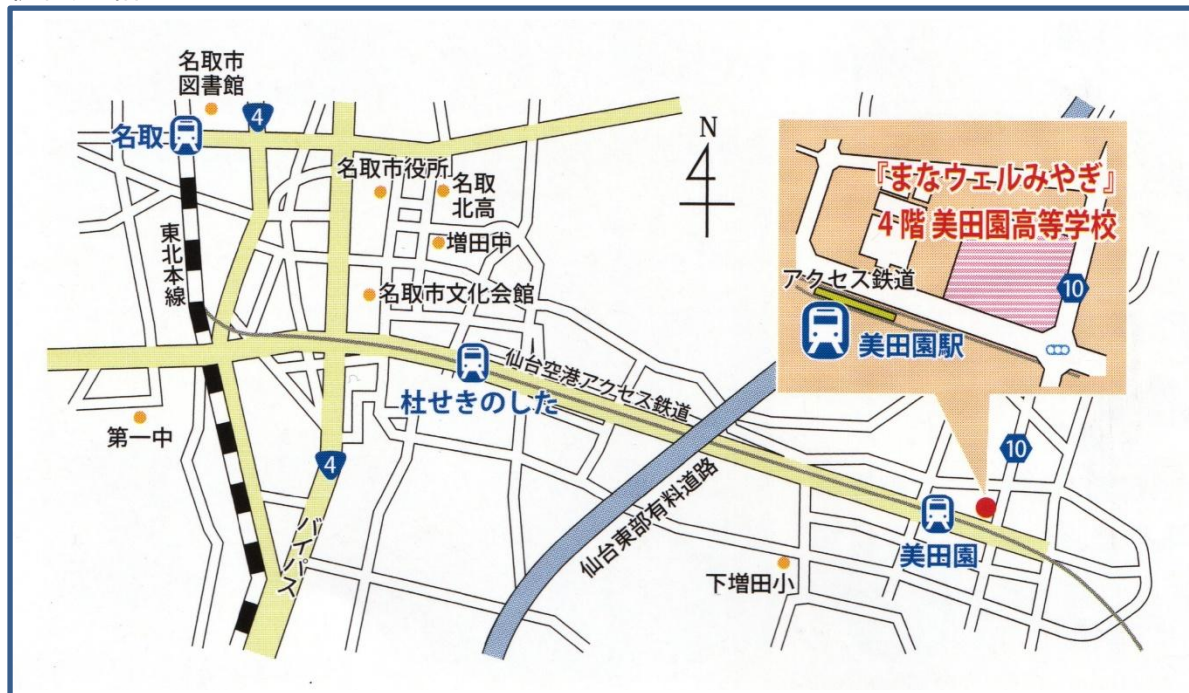 名取市
図書館
4
名取
名取市役所
名取
北高
増田中
東北本線
名取市文化会館
N
『まなウェルみやぎ』
4階 美田園高等学校
アクセス鉄道
10
美田園駅
杜せきのした
仙台空港アクセス鉄道
第一中
4
バイパス
仙台東部有料道路
10
美田園
下増田小